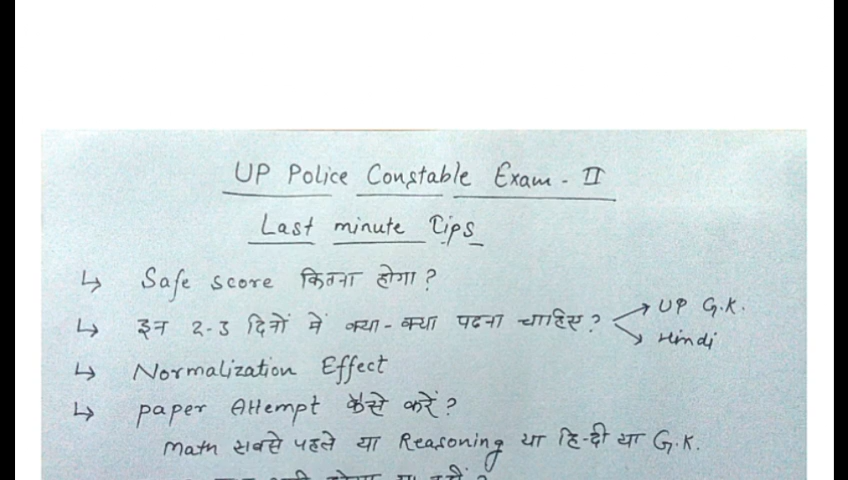 UP Police Constable Exam - II
Last minute Tips
↳ Safe score कितना होगा ?
↳ इन 2-3 दिनों में क्या-क्या पढना चाहिए ? → UP G.K.
→ Hindi
↳ Normalization Effect
↳ paper Attempt कैसे करें ?
Math सबसे पहले या Reasoning या हिन्दी या G.K.